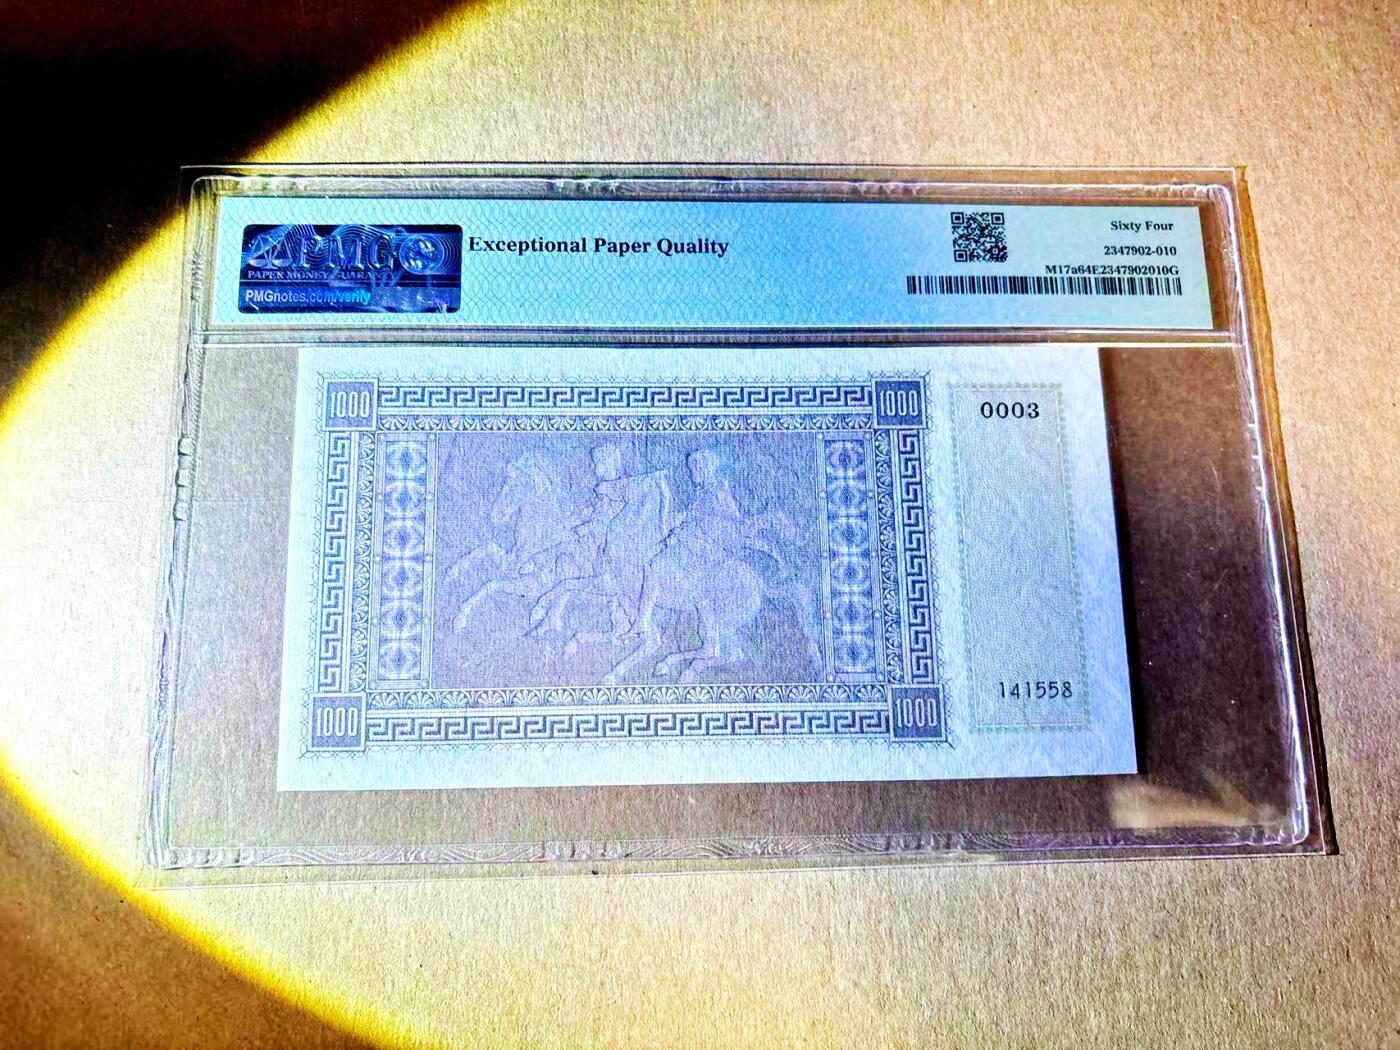 PMG
PAPER MONEY GUARANTY
PMGnotes.com/verify
Exceptional Paper Quality
Sixty Four
2347902-010
M17a64E2347902010G
1000
1000
0003
141558
1000
1000